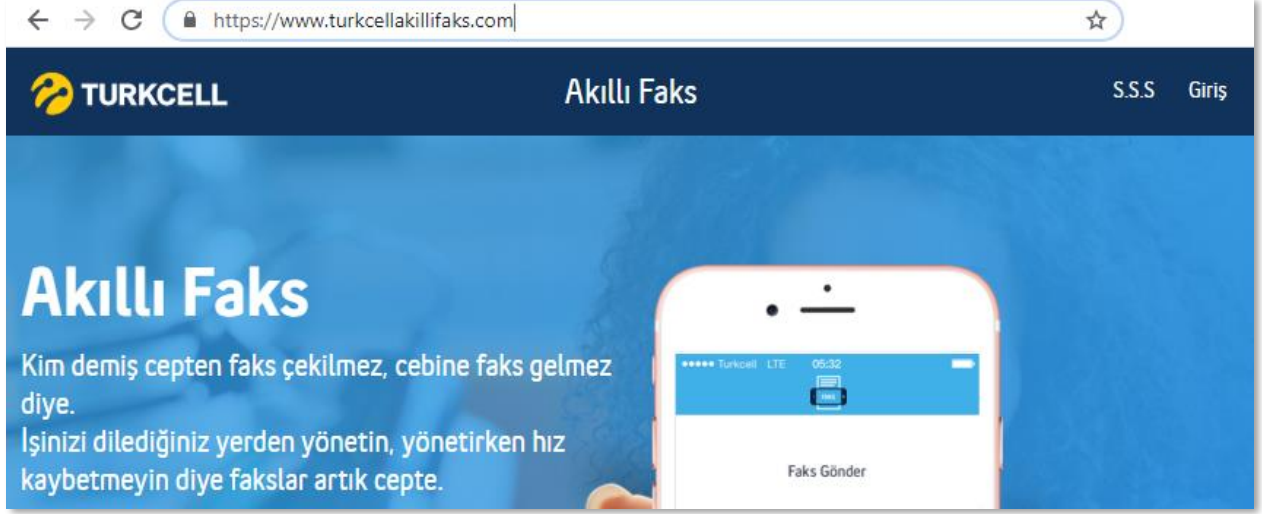 https://www.turkcellakillifaks.com
TURKCELL
Akıllı Faks
S.S.S
Giriş
Akıllı Faks
Kim demiş cepten faks çekilmez, cebine faks gelmez
diye.
İşinizi dilediğiniz yerden yönetin, yönetirken hız
kaybetmeyin diye fakslar artık cepte.
Turkcell LTE 05:32
Faks Gönder